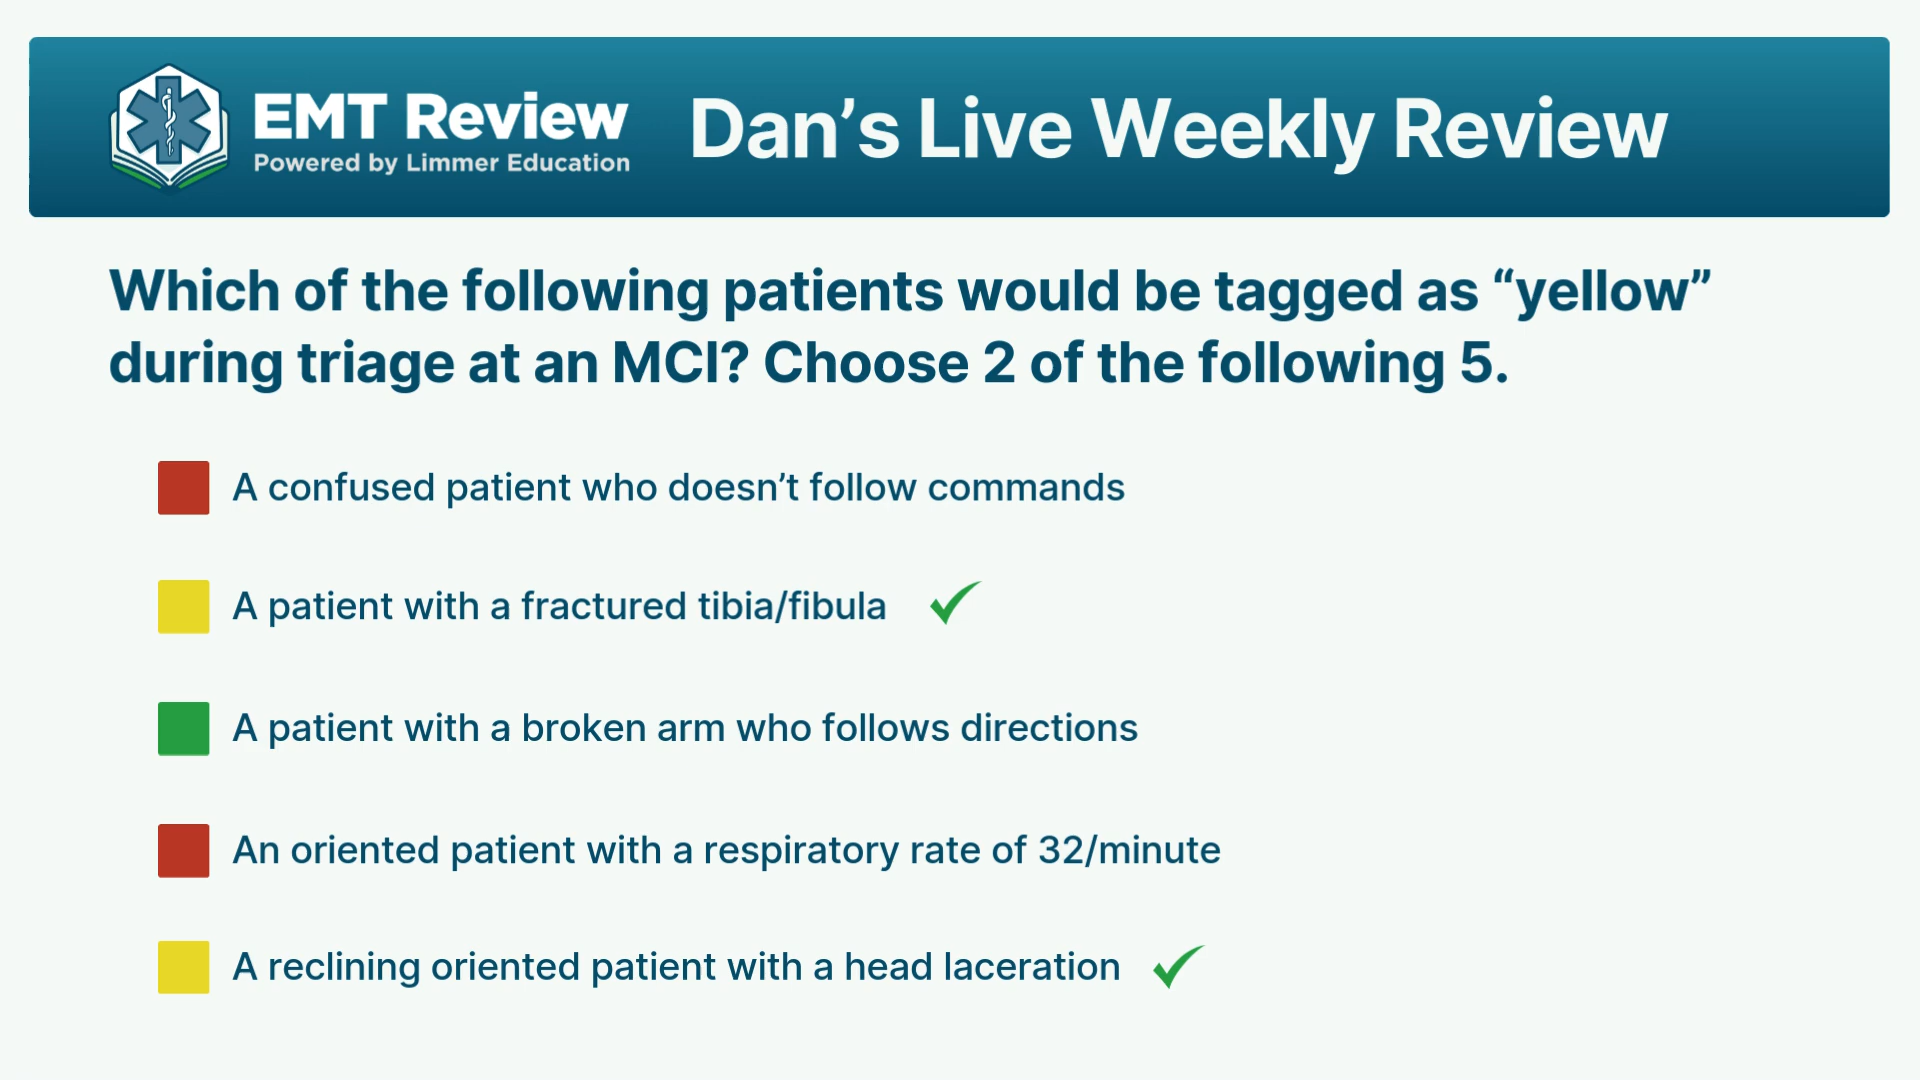 EMT Review
Powered by Limmer Education
Dan’s Live Weekly Review
Which of the following patients would be tagged as “yellow”
during triage at an MCI? Choose 2 of the following 5.
A confused patient who doesn’t follow commands
A patient with a fractured tibia/fibula
A patient with a broken arm who follows directions
An oriented patient with a respiratory rate of 32/minute
A reclining oriented patient with a head laceration